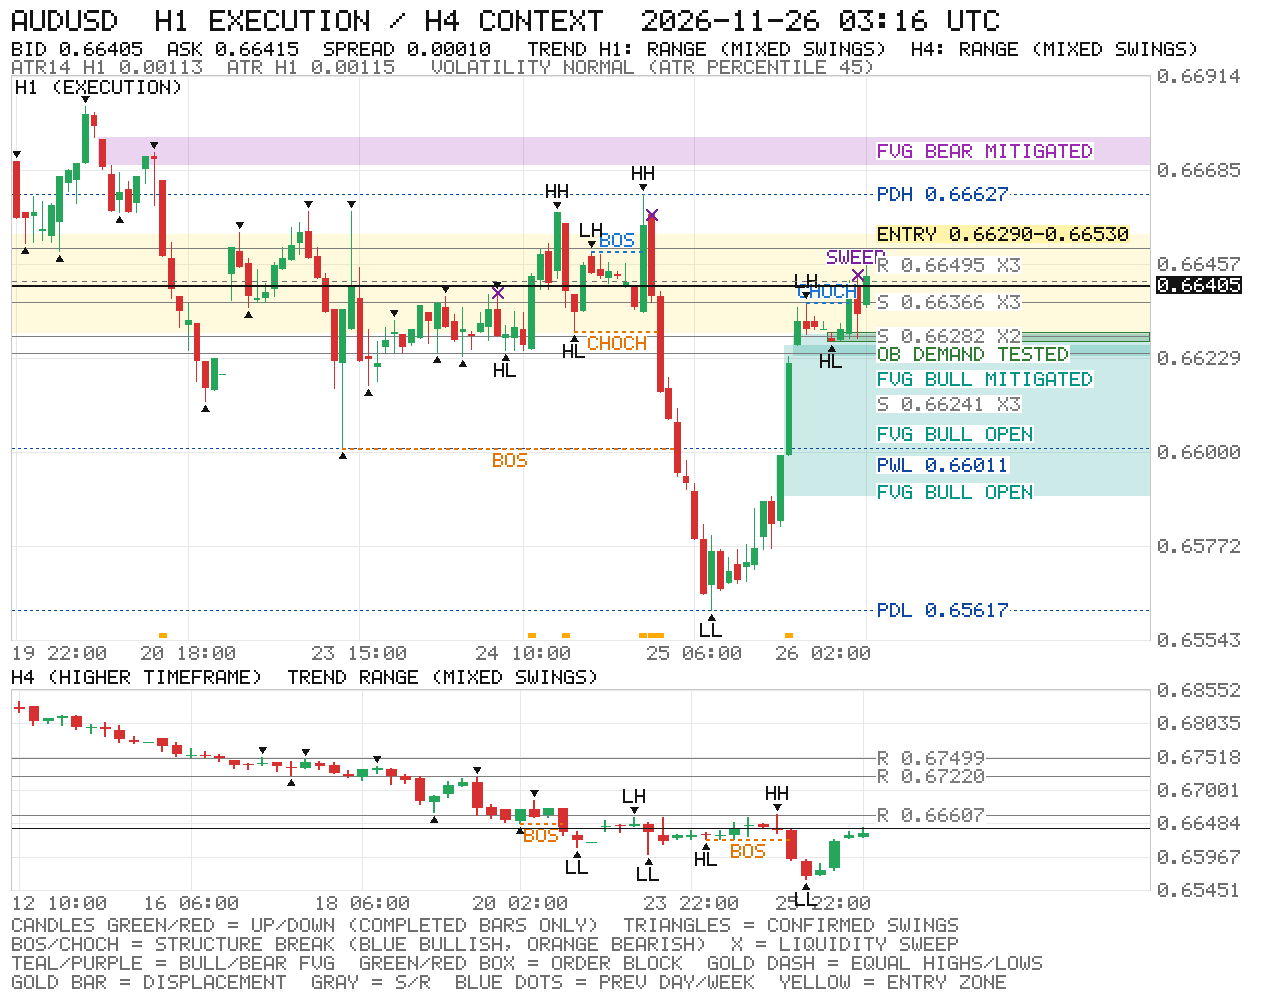 AUDUSD  H1 EXECUTION / H4 CONTEXT  2026-11-26 03:16 UTC
BID 0.66405  ASK 0.66415  SPREAD 0.00010  TREND H1: RANGE (MIXED SWINGS)  H4: RANGE (MIXED SWINGS)
ATR14 H1 0.00113  ATR H1 0.00115  VOLATILITY NORMAL (ATR PERCENTILE 45)
0.66914
H1 (EXECUTION)
FVG BEAR MITIGATED
0.66685
HH
HH
PDH 0.66627
LH
BOS
ENTRY 0.66290-0.66530
SWEEP
R 0.66495 X3
0.66457
LH
CHOCH
0.66405
S 0.66366 X3
CHOCH
HL
HL
S 0.66282 X2
OB DEMAND TESTED
0.66229
HL
FVG BULL MITIGATED
S 0.66241 X3
FVG BULL OPEN
BOS
0.66000
PWL 0.66011
FVG BULL OPEN
0.65772
PDL 0.65617
LL
0.65543
19 22:00  20 18:00  23 15:00  24 10:00  25 06:00  26 02:00
H4 (HIGHER TIMEFRAME)  TREND RANGE (MIXED SWINGS)
0.68552
0.68035
R 0.67499
0.67518
R 0.67220
0.67001
LH
HH
R 0.66607
0.66484
BOS
BOS
LL
LL
HL
0.65967
LL
0.65451
12 10:00  16 06:00  18 06:00  20 02:00  23 22:00  25 22:00
CANDLES GREEN/RED = UP/DOWN (COMPLETED BARS ONLY)  TRIANGLES = CONFIRMED SWINGS
BOS/CHOCH = STRUCTURE BREAK (BLUE BULLISH, ORANGE BEARISH)  X = LIQUIDITY SWEEP
TEAL/PURPLE = BULL/BEAR FVG  GREEN/RED BOX = ORDER BLOCK  GOLD DASH = EQUAL HIGHS/LOWS
GOLD BAR = DISPLACEMENT  GRAY = S/R  BLUE DOTS = PREV DAY/WEEK  YELLOW = ENTRY ZONE